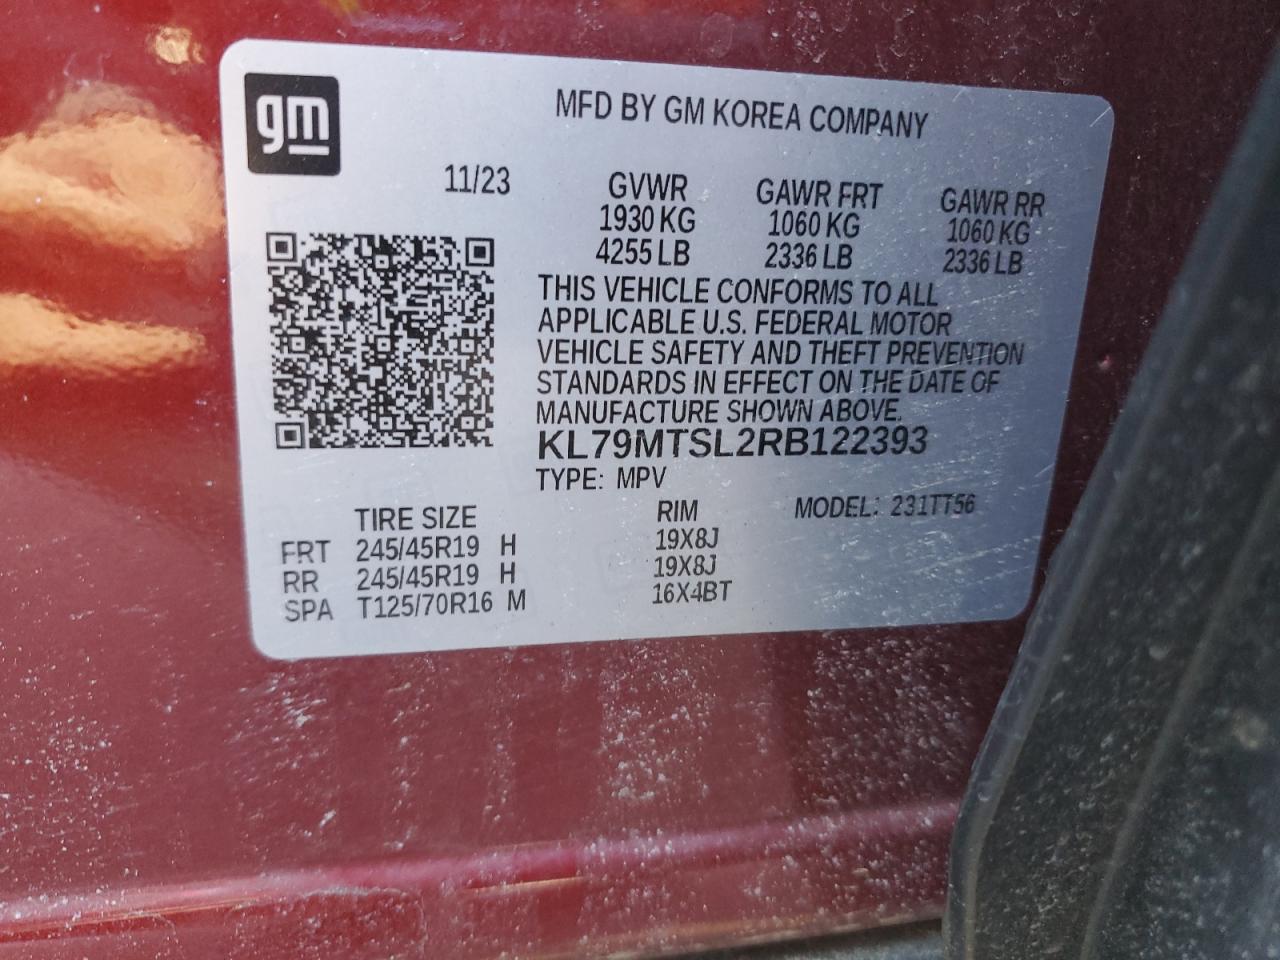 gm
MFD BY GM KOREA COMPANY
11/23 GVWR GAWR FRT GAWR RR
1930 KG 1060 KG 1060 KG
4255 LB 2336 LB 2336 LB
THIS VEHICLE CONFORMS TO ALL
APPLICABLE U.S. FEDERAL MOTOR
VEHICLE SAFETY AND THEFT PREVENTION
STANDARDS IN EFFECT ON THE DATE OF
MANUFACTURE SHOWN ABOVE.
KL79MTSL2RB122393
TYPE: MPV
TIRE SIZE RIM MODEL: 231TT56
FRT 245/45R19 H 19X8J
RR 245/45R19 H 19X8J
SPA T125/70R16 M 16X4BT